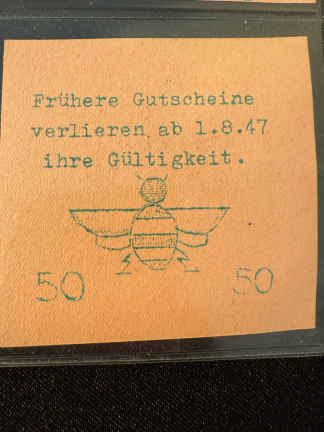 Frühere Gutscheine
verlieren ab 1.8.47
ihre Gültigkeit.
50 50